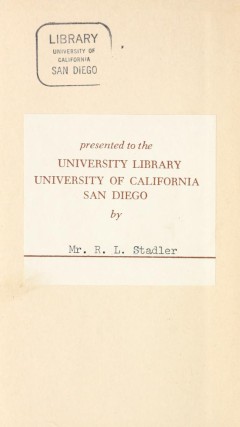 LIBRARY
UNIVERSITY OF
CALIFORNIA
SAN DIEGO
presented to the
UNIVERSITY LIBRARY
UNIVERSITY OF CALIFORNIA
SAN DIEGO
by
Mr. R. L. Stadler